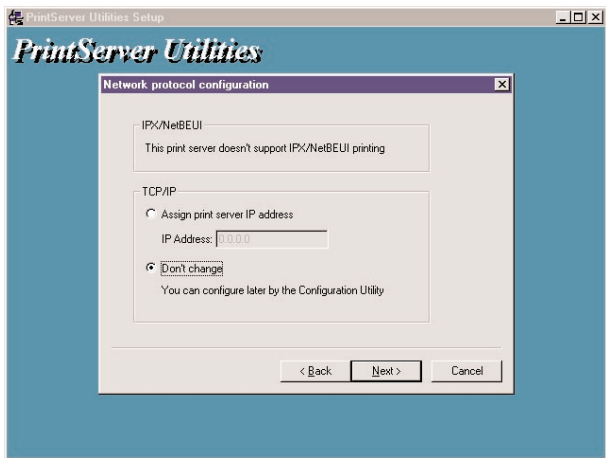 PrintServer Utilities Setup
PrintServer Utilities
Network protocol configuration
IPX/NetBEUI
This print server doesn't support IPX/NetBEUI printing
TCP/IP
Assign print server IP address
IP Address: 0.0.0.0
Don't change
You can configure later by the Configuration Utility
< Back Next > Cancel